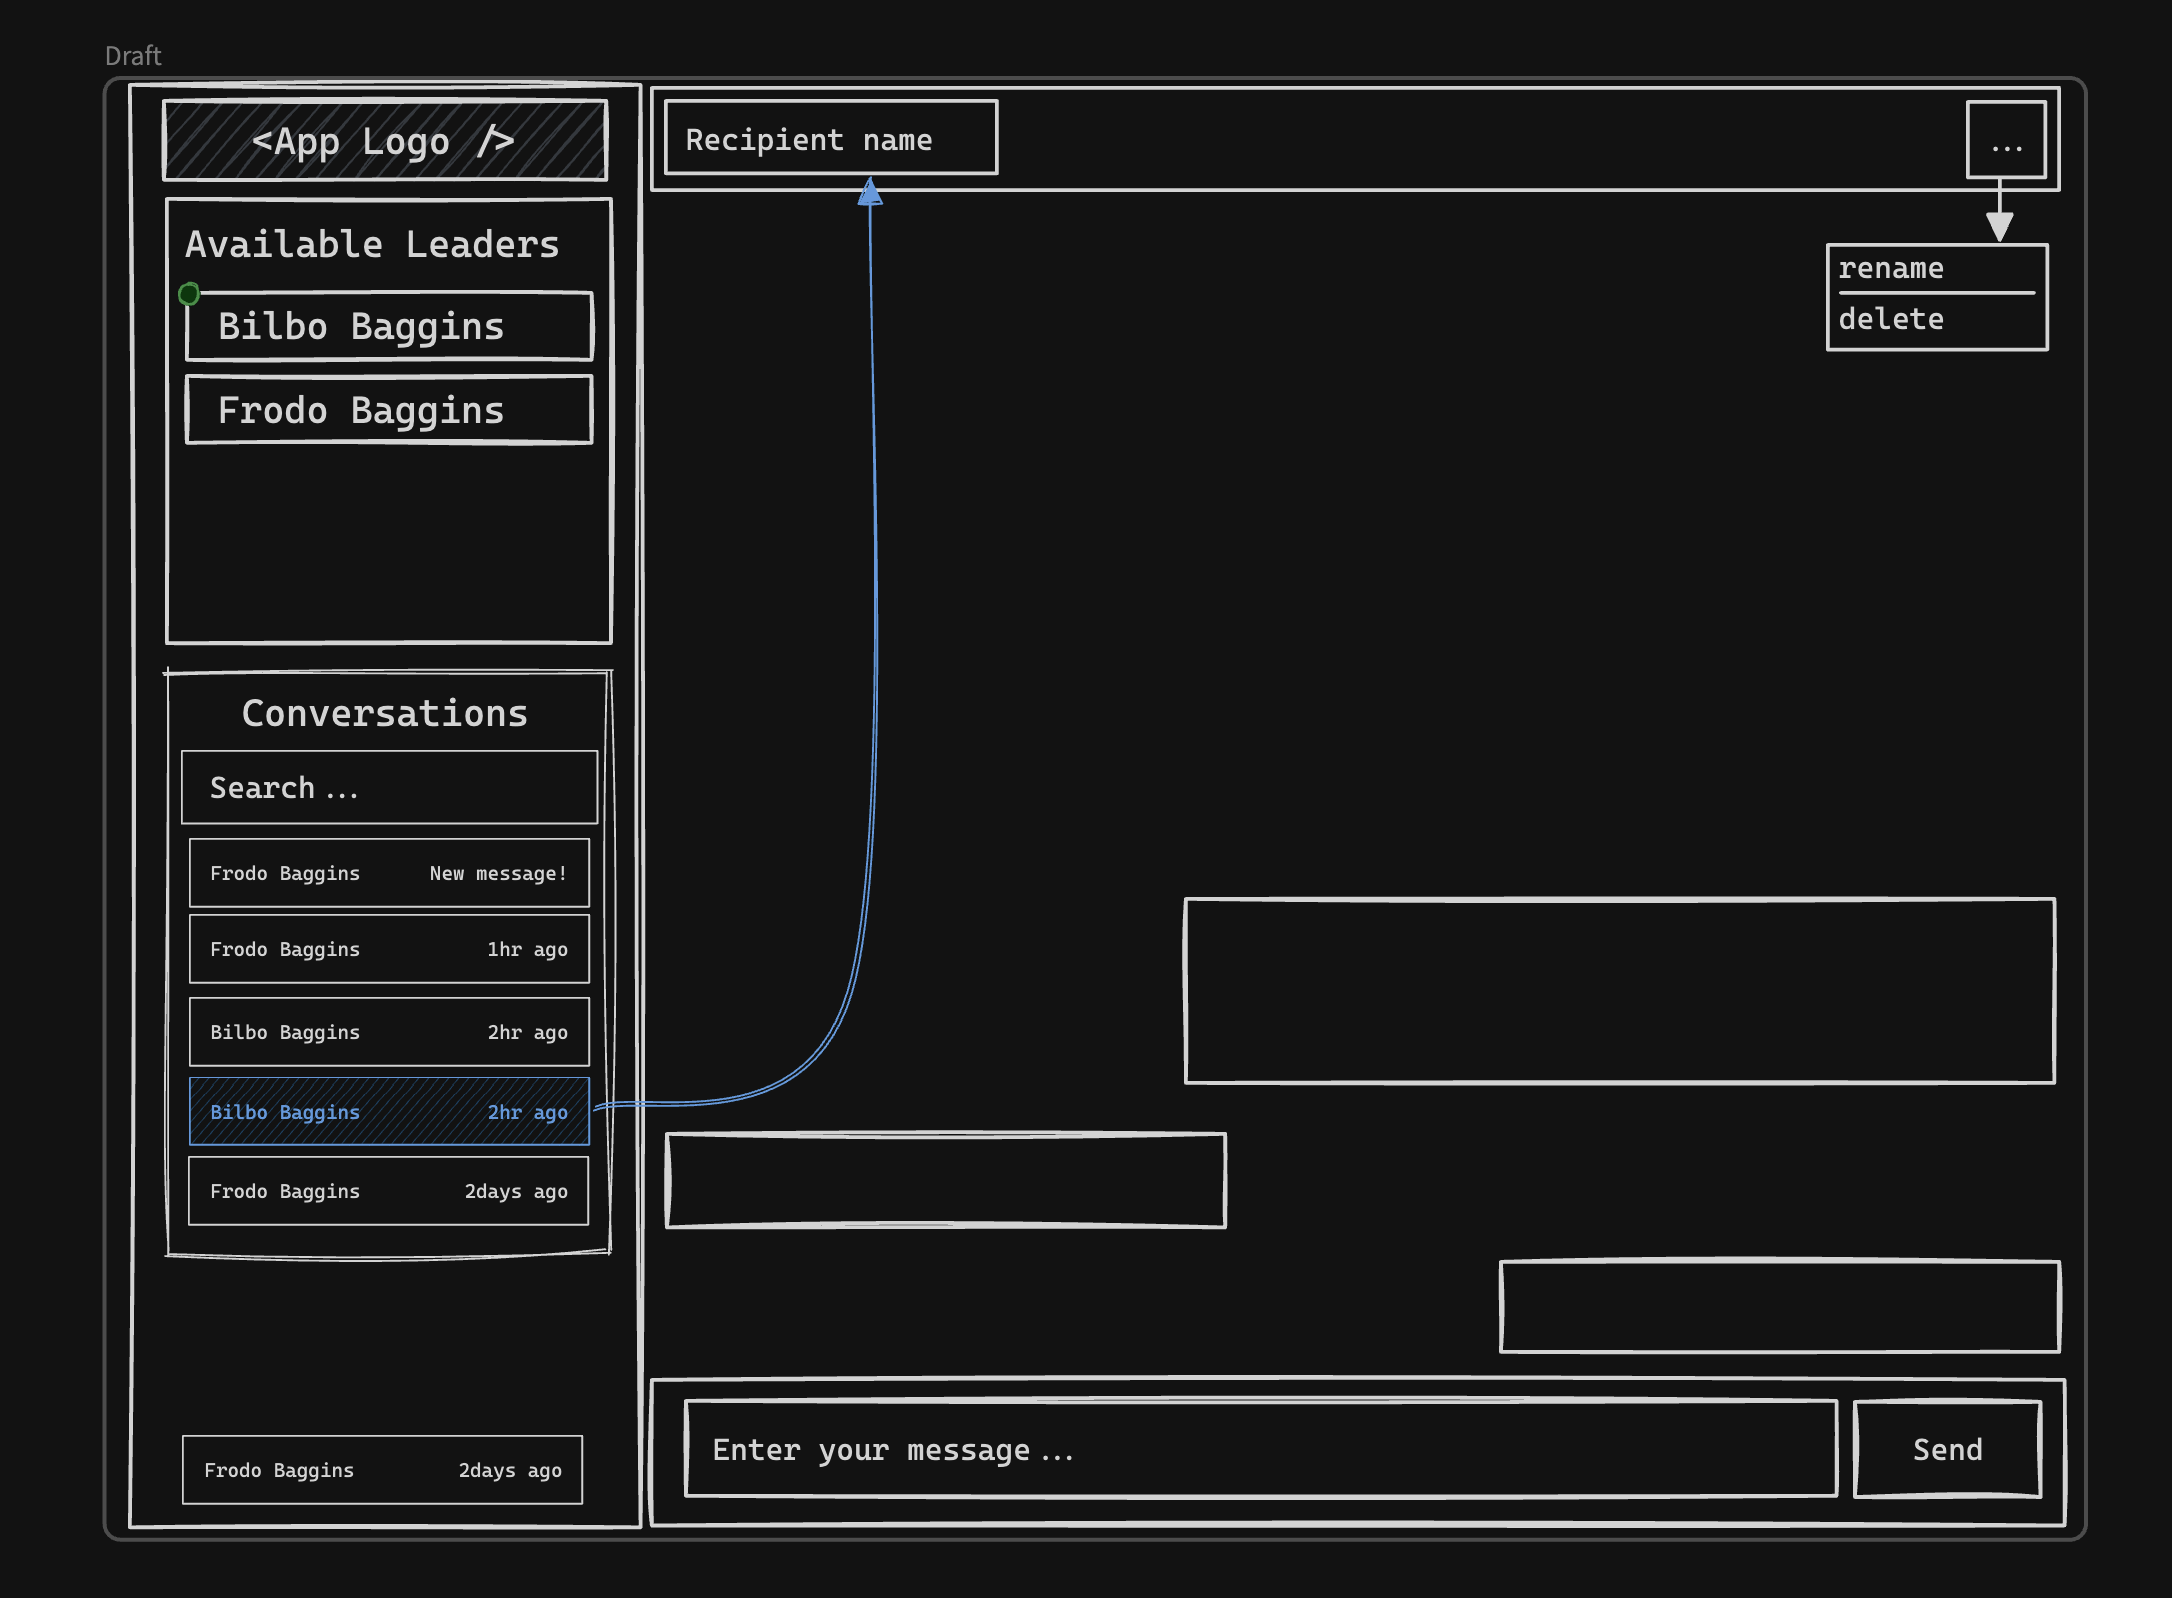 Draft
<App Logo />
Available Leaders
Bilbo Baggins
Frodo Baggins
Conversations
Search...
Frodo Baggins New message!
Frodo Baggins 1hr ago
Bilbo Baggins 2hr ago
Bilbo Baggins 2hr ago
Frodo Baggins 2days ago
Frodo Baggins 2days ago
Recipient name
...
rename
delete
Enter your message...
Send